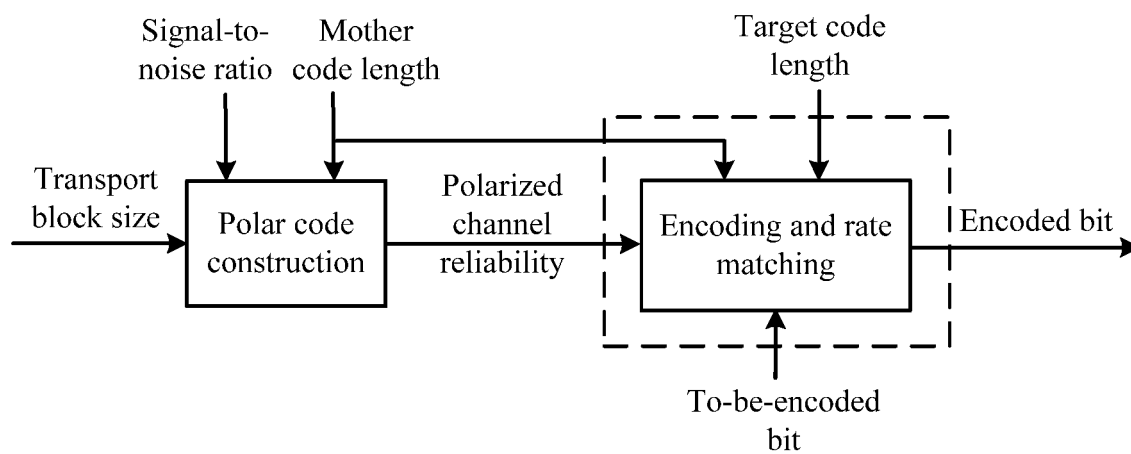 Signal-to-
noise ratio
Mother
code length
Target code
length
Transport
block size
Polar code
construction
Polarized
channel
reliability
Encoding and rate
matching
Encoded bit
To-be-encoded
bit